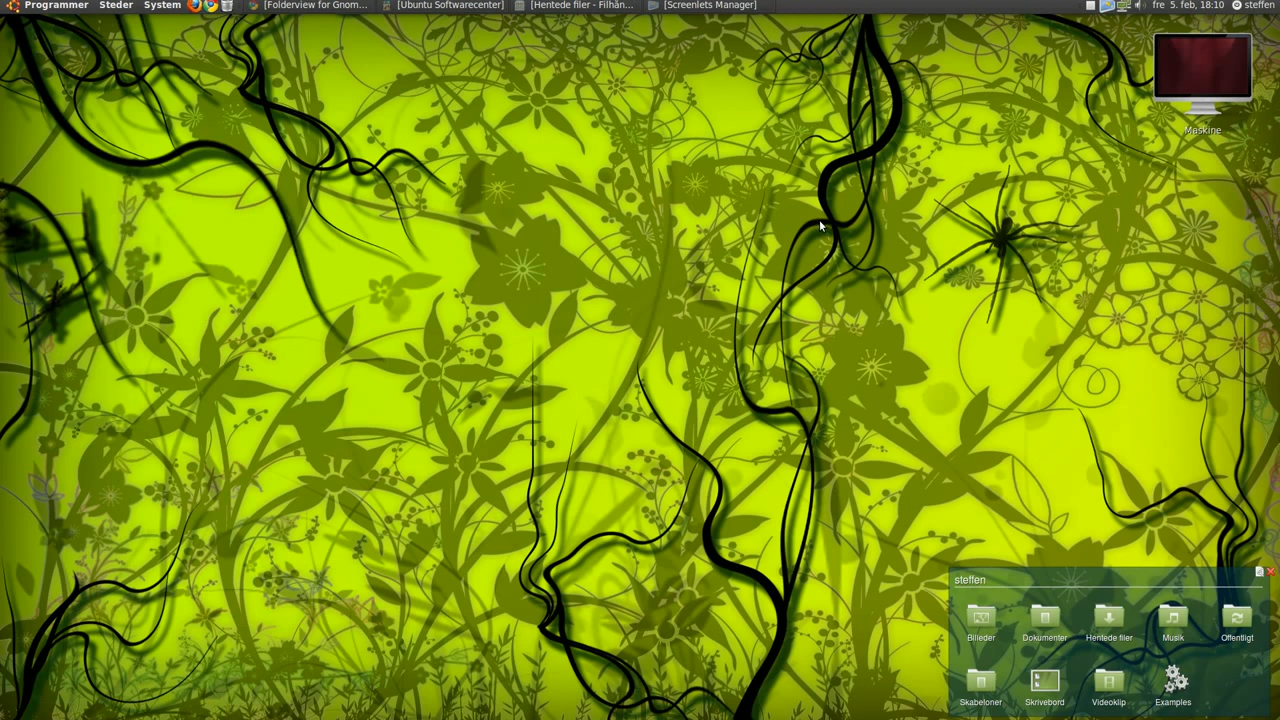 Programmer Steder System [Folderview for Gnom... [Ubuntu Softwarecenter] [Hentede filer - Filhån... [Screenlets Manager] fre 5. feb, 18:10 steffen
Maskine
steffen
Billeder Dokumenter Hentede filer Musik Offentligt
Skabeloner Skrivebord Videoklip Examples